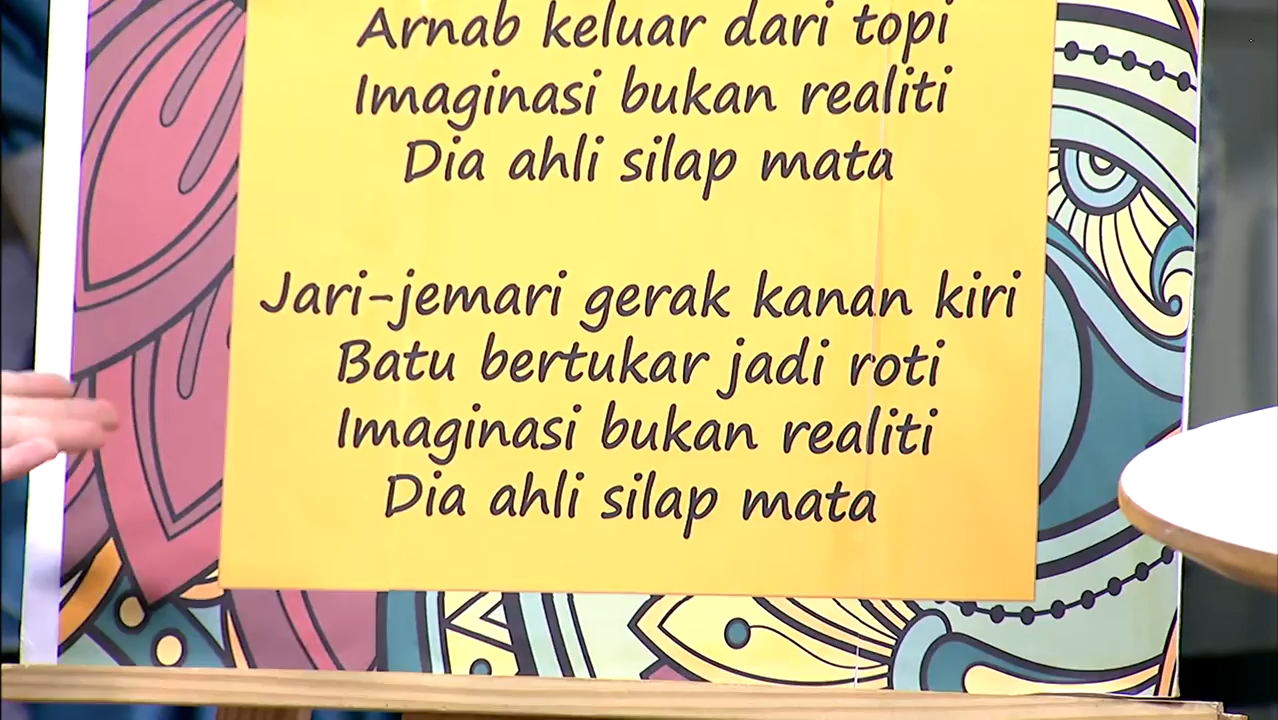 Arnab keluar dari topi
Imaginasi bukan realiti
Dia ahli silap mata
Jari-jemari gerak kanan kiri
Batu bertukar jadi roti
Imaginasi bukan realiti
Dia ahli silap mata